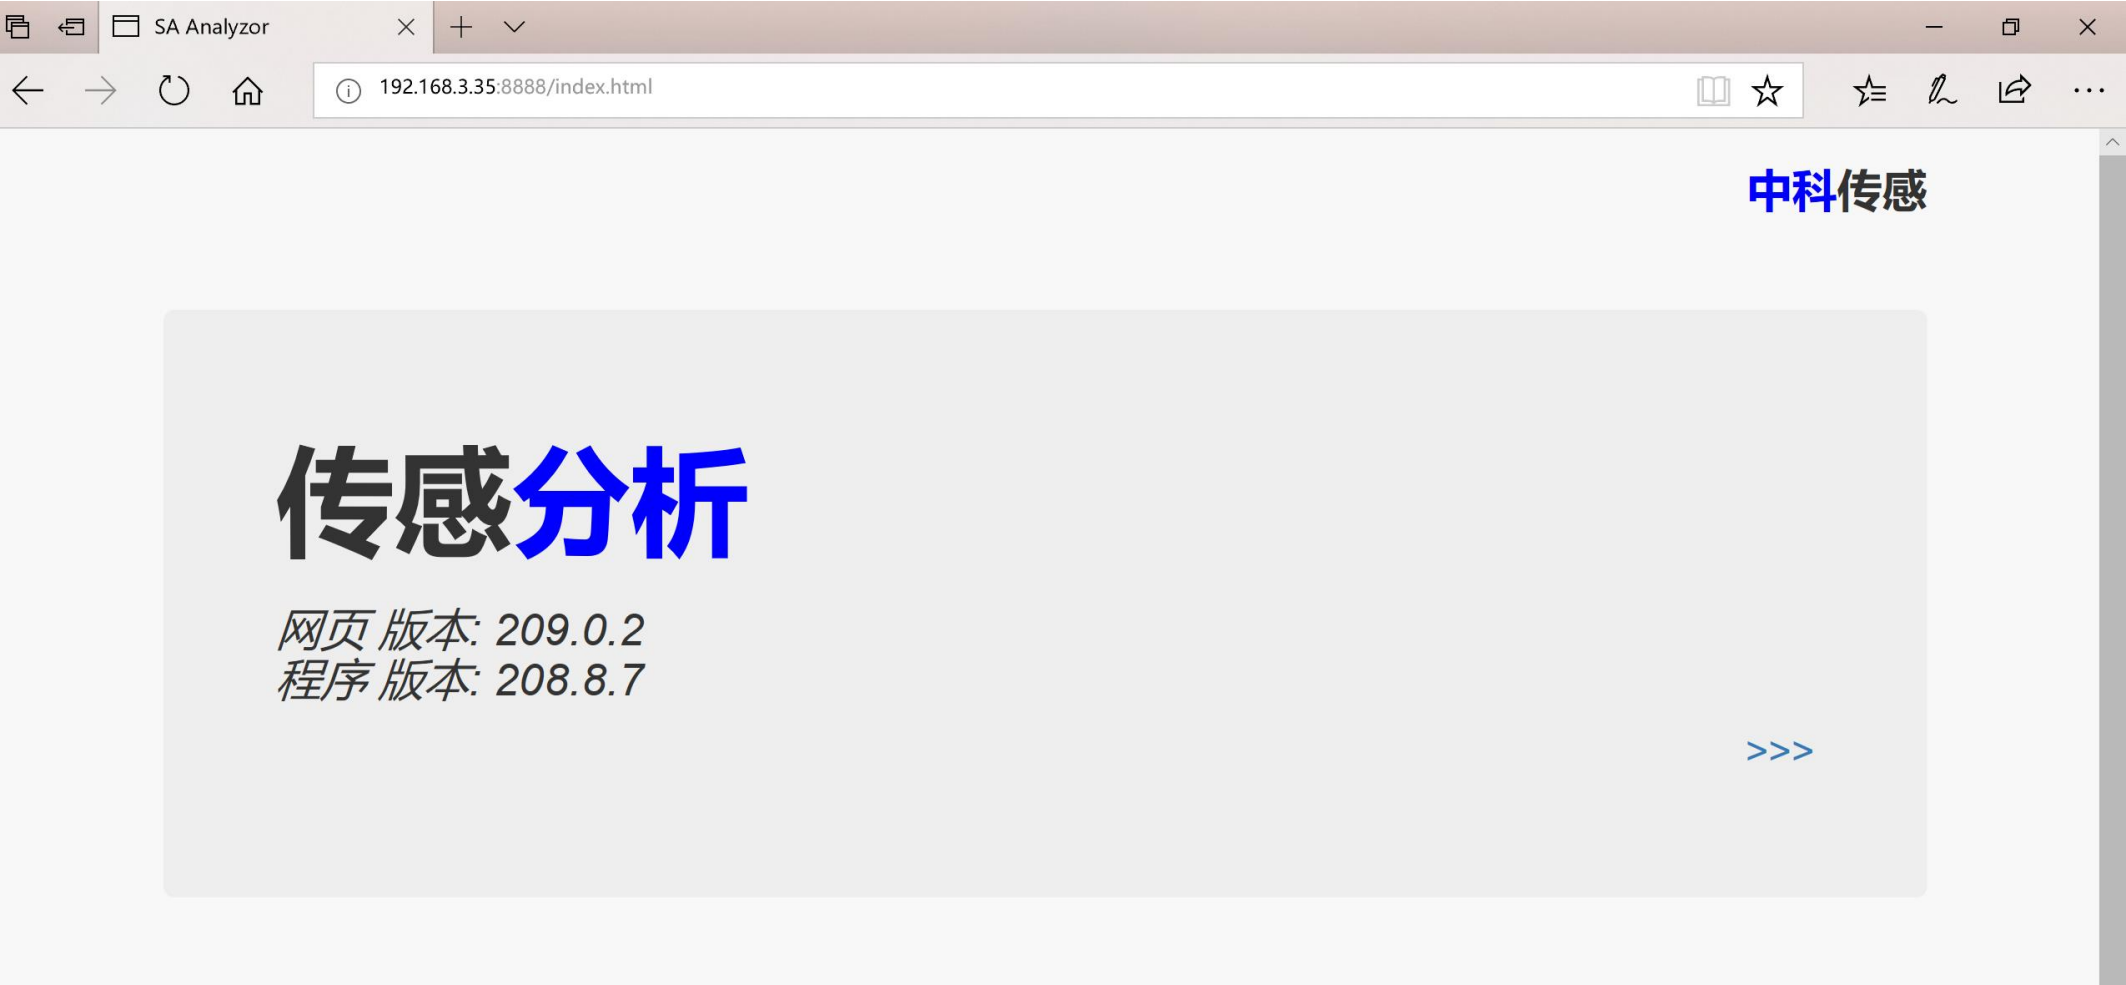 SA Analyzor
192.168.3.35:8888/index.html
中科传感
传感分析
网页 版本: 209.0.2
程序 版本: 208.8.7
>>>